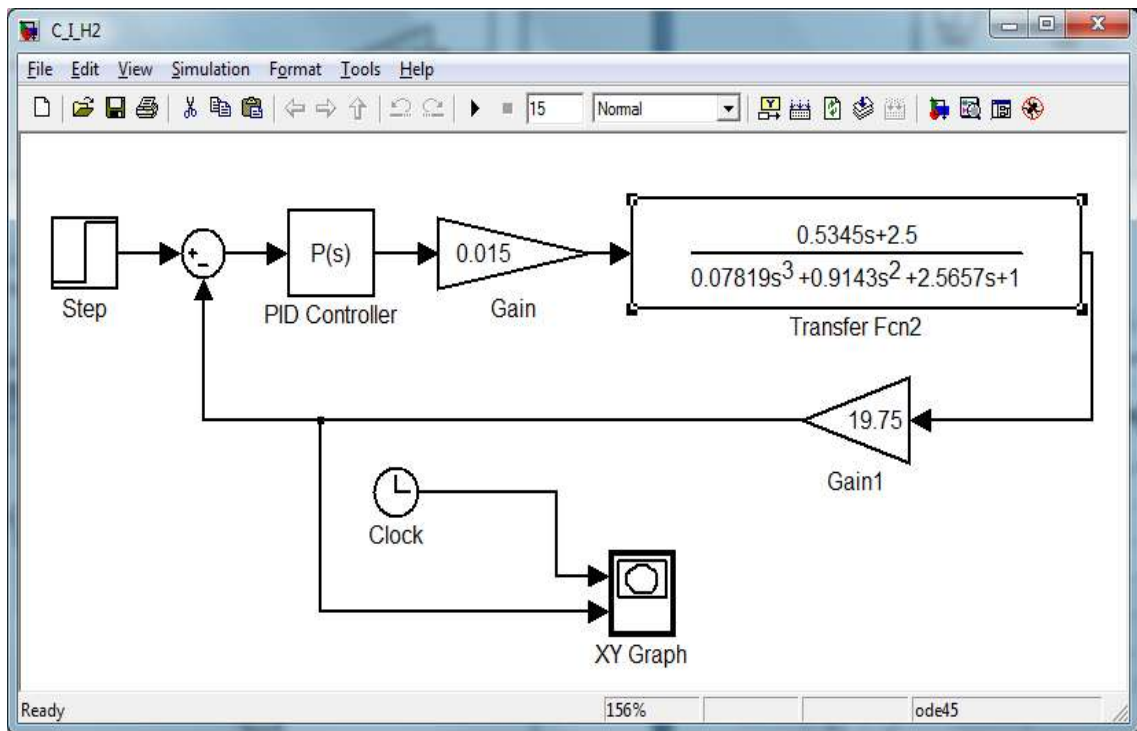 C_I_H2
File Edit View Simulation Format Tools Help
15 Normal
Step
+
-
P(s)
PID Controller
0.015
Gain
0.5345s+2.5
0.07819s³+0.9143s²+2.5657s+1
Transfer Fcn2
19.75
Gain1
Clock
XY Graph
Ready 156% ode45